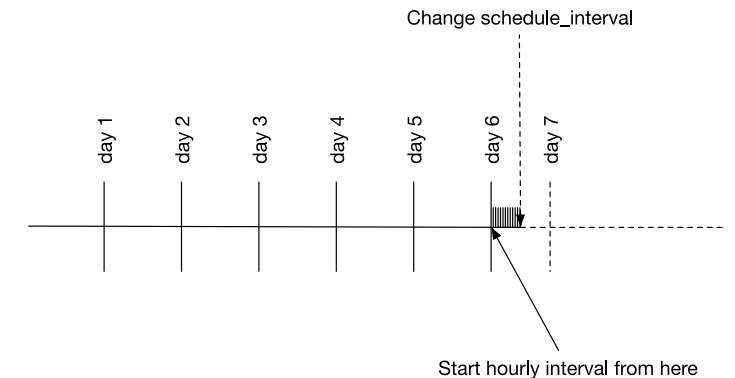 Change schedule_interval
day 1
day 2
day 3
day 4
day 5
day 6
day 7
Start hourly interval from here